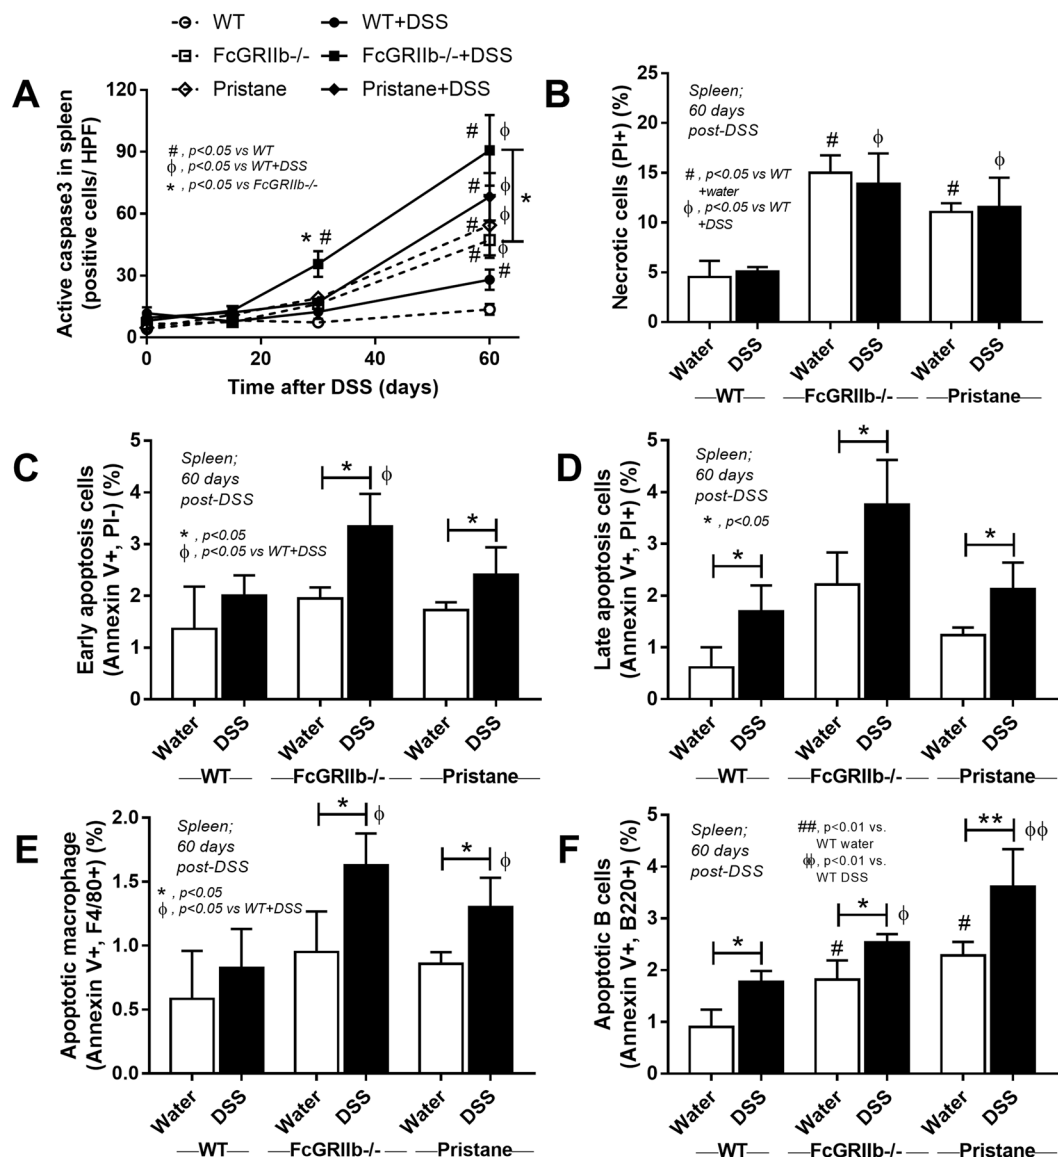 WT
WT+DSS
FcGRIIb-/-
FcGRIIb-/-+DSS
Pristane
Pristane+DSS
A
Active caspase3 in spleen
(positive cells/ HPF)
120
90
60
30
0
# , p<0.05 vs WT
ϕ , p<0.05 vs WT+DSS
* , p<0.05 vs FcGRIIb-/-
* #
# ϕ
# ϕ
ϕ
#
# ϕ
#
*
0 20 40 60
Time after DSS (days)
B
Necrotic cells (PI+) (%)
25
20
15
10
5
0
Spleen;
60 days
post-DSS
# , p<0.05 vs WT
+water
ϕ , p<0.05 vs WT
+DSS
# ϕ # ϕ
Water DSS Water DSS Water DSS
WT FcGRIIb-/- Pristane
C
Early apoptosis cells
(Annexin V+, PI-) (%)
5
4
3
2
1
0
Spleen;
60 days
post-DSS
* , p<0.05
ϕ , p<0.05 vs WT+DSS
* ϕ *
Water DSS Water DSS Water DSS
WT FcGRIIb-/- Pristane
D
Late apoptosis cells
(Annexin V+, PI+) (%)
5
4
3
2
1
0
Spleen;
60 days
post-DSS
* , p<0.05
* * *
Water DSS Water DSS Water DSS
WT FcGRIIb-/- Pristane
E
Apoptotic macrophage
(Annexin V+, F4/80+) (%)
2.0
1.5
1.0
0.5
0.0
Spleen;
60 days
post-DSS
* , p<0.05
ϕ , p<0.05 vs WT+DSS
* ϕ * ϕ
Water DSS Water DSS Water DSS
WT FcGRIIb-/- Pristane
F
Apoptotic B cells
(Annexin V+, B220+) (%)
5
4
3
2
1
0
Spleen;
60 days
post-DSS
##, p<0.01 vs.
WT water
ϕϕ, p<0.01 vs.
WT DSS
* # * ϕ # ** ϕϕ
Water DSS Water DSS Water DSS
WT FcGRIIb-/- Pristane